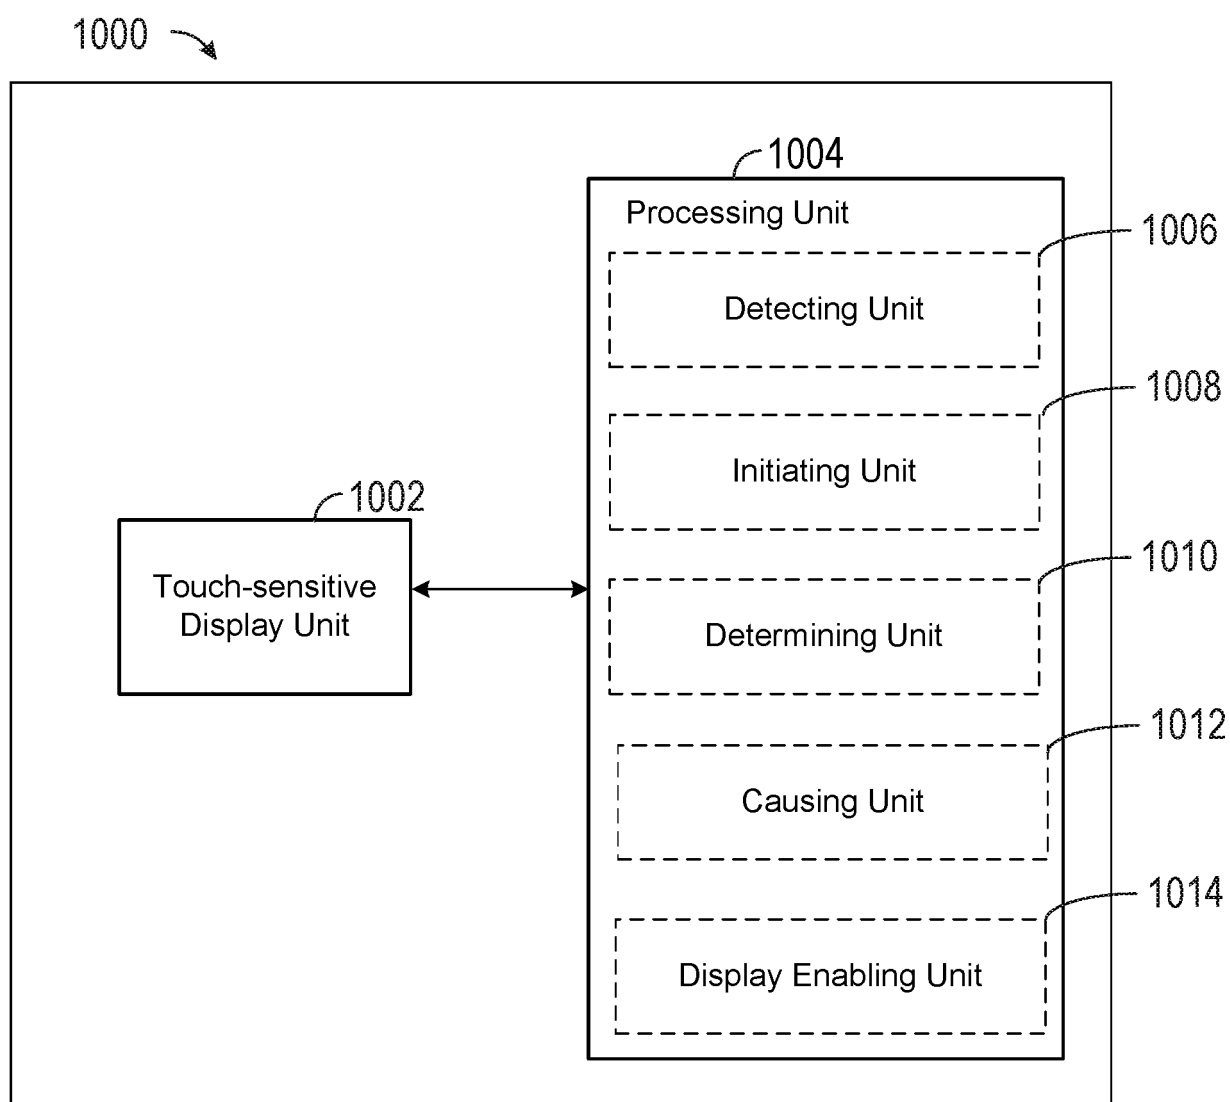 1000
1004
Processing Unit
1006
Detecting Unit
1008
Initiating Unit
1002
Touch-sensitive
Display Unit
1010
Determining Unit
1012
Causing Unit
1014
Display Enabling Unit